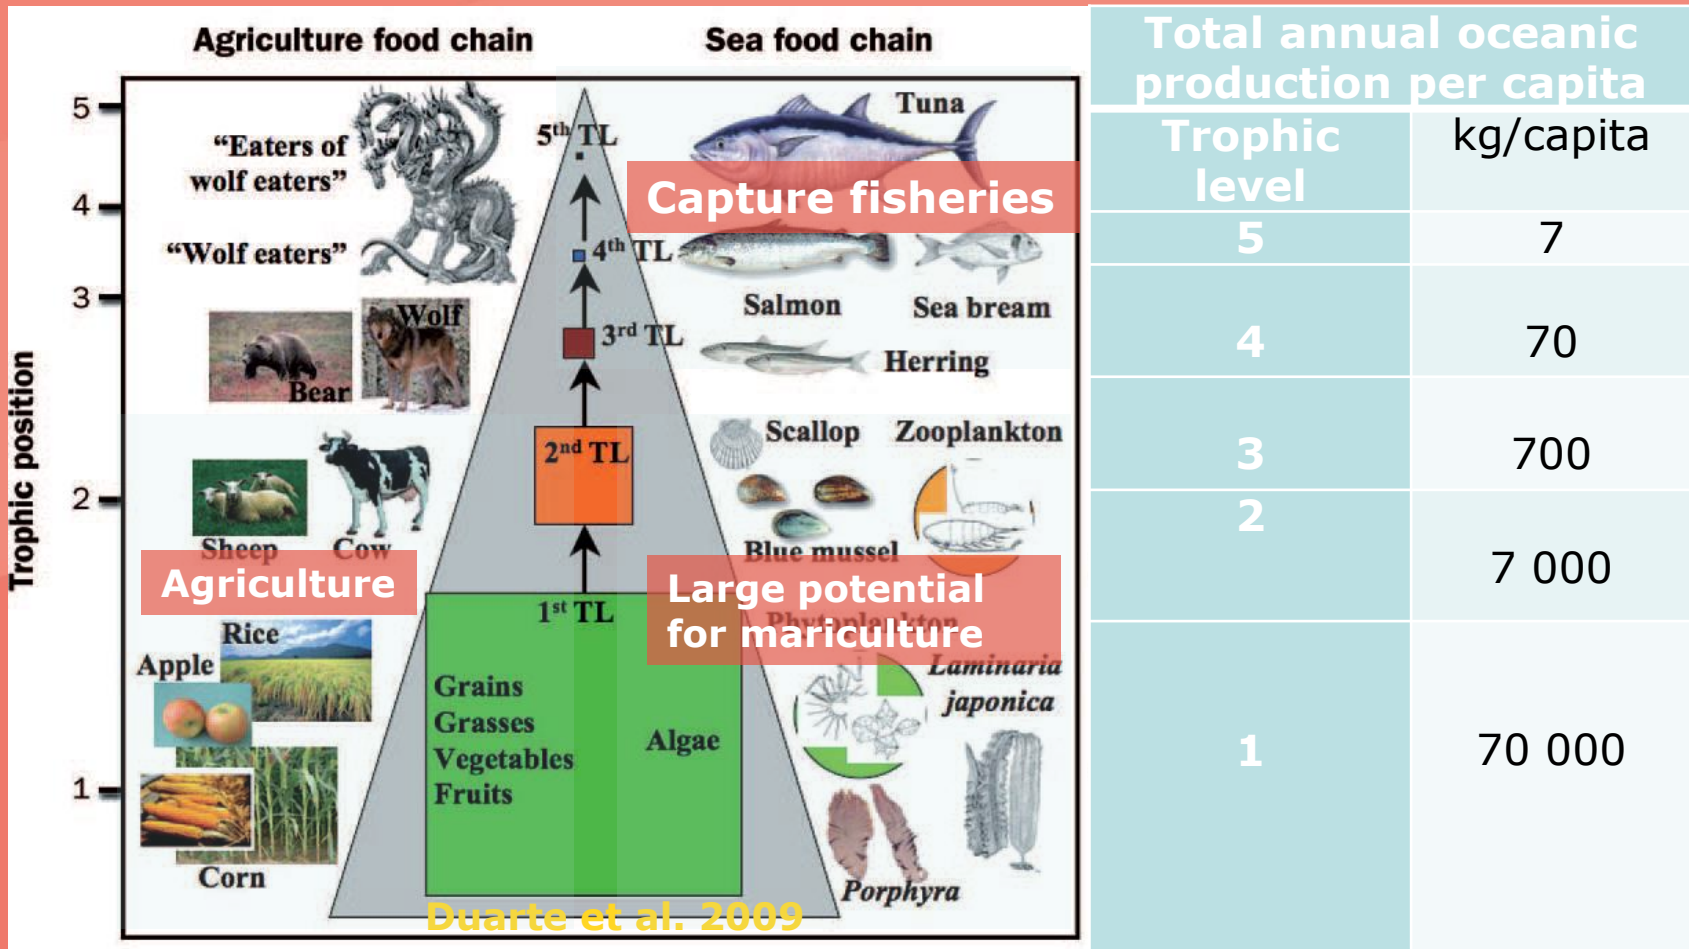 Agriculture food chain
Sea food chain
Trophic position
5
4
3
2
1
“Eaters of
wolf eaters”
“Wolf eaters”
Wolf
Bear
Sheep
Cow
Agriculture
Rice
Apple
Corn
5th TL
4th TL
3rd TL
2nd TL
1st TL
Grains
Grasses
Vegetables
Fruits
Algae
Tuna
Capture fisheries
Salmon
Sea bream
Herring
Scallop
Zooplankton
Blue mussel
Large potential
for mariculture
Phytoplankton
Laminaria
japonica
Porphyra
Duarte et al. 2009
Total annual oceanic
production per capita
Trophic
level
kg/capita
5 7
4 70
3 700
2 7 000
1 70 000